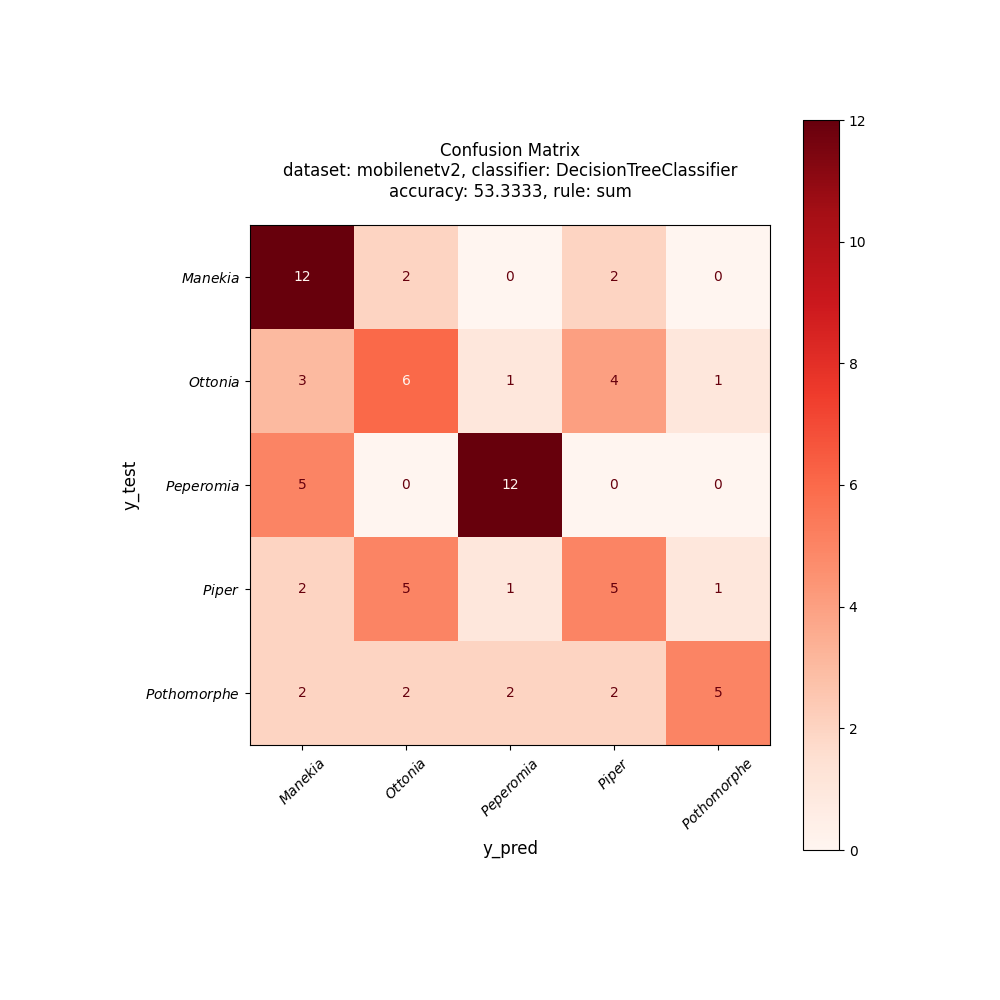 Confusion Matrix
dataset: mobilenetv2, classifier: DecisionTreeClassifier
accuracy: 53.3333, rule: sum
Manekia 12 2 0 2 0
Ottonia 3 6 1 4 1
Peperomia 5 0 12 0 0
Piper 2 5 1 5 1
Pothomorphe 2 2 2 2 5
Manekia Ottonia Peperomia Piper Pothomorphe
y_pred
y_test
12
10
8
6
4
2
0